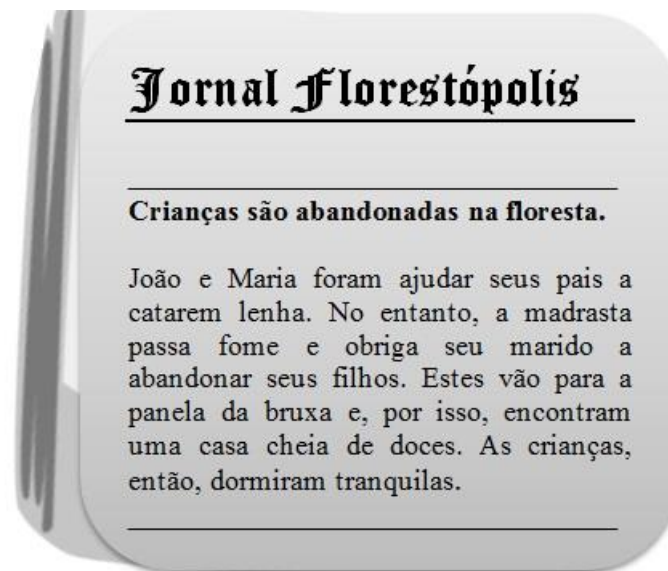 Jornal Florestópolis
Crianças são abandonadas na floresta.
João e Maria foram ajudar seus pais a
catarem lenha. No entanto, a madrasta
passa fome e obriga seu marido a
abandonar seus filhos. Estes vão para a
panela da bruxa e, por isso, encontram
uma casa cheia de doces. As crianças,
então, dormiram tranquilas.